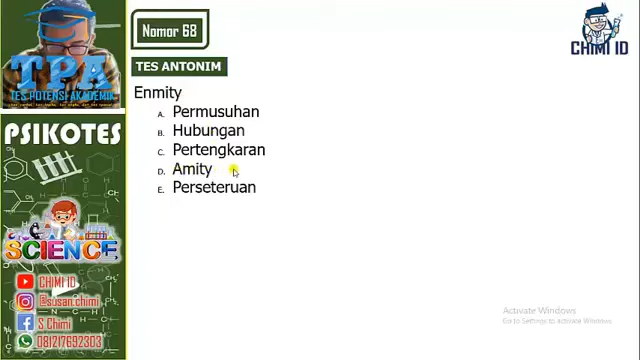 Nomor 68
CHIMI ID
TPA
TES POTENSI AKADEMIK
TES ANTONIM
Enmity
A. Permusuhan
B. Hubungan
C. Pertengkaran
D. Amity
E. Perseteruan
PSIKOTES
SCIENCE
CHIMI ID
@susan.chimi
S Chimi
081217692303
Activate Windows
Go to Settings to activate Windows.